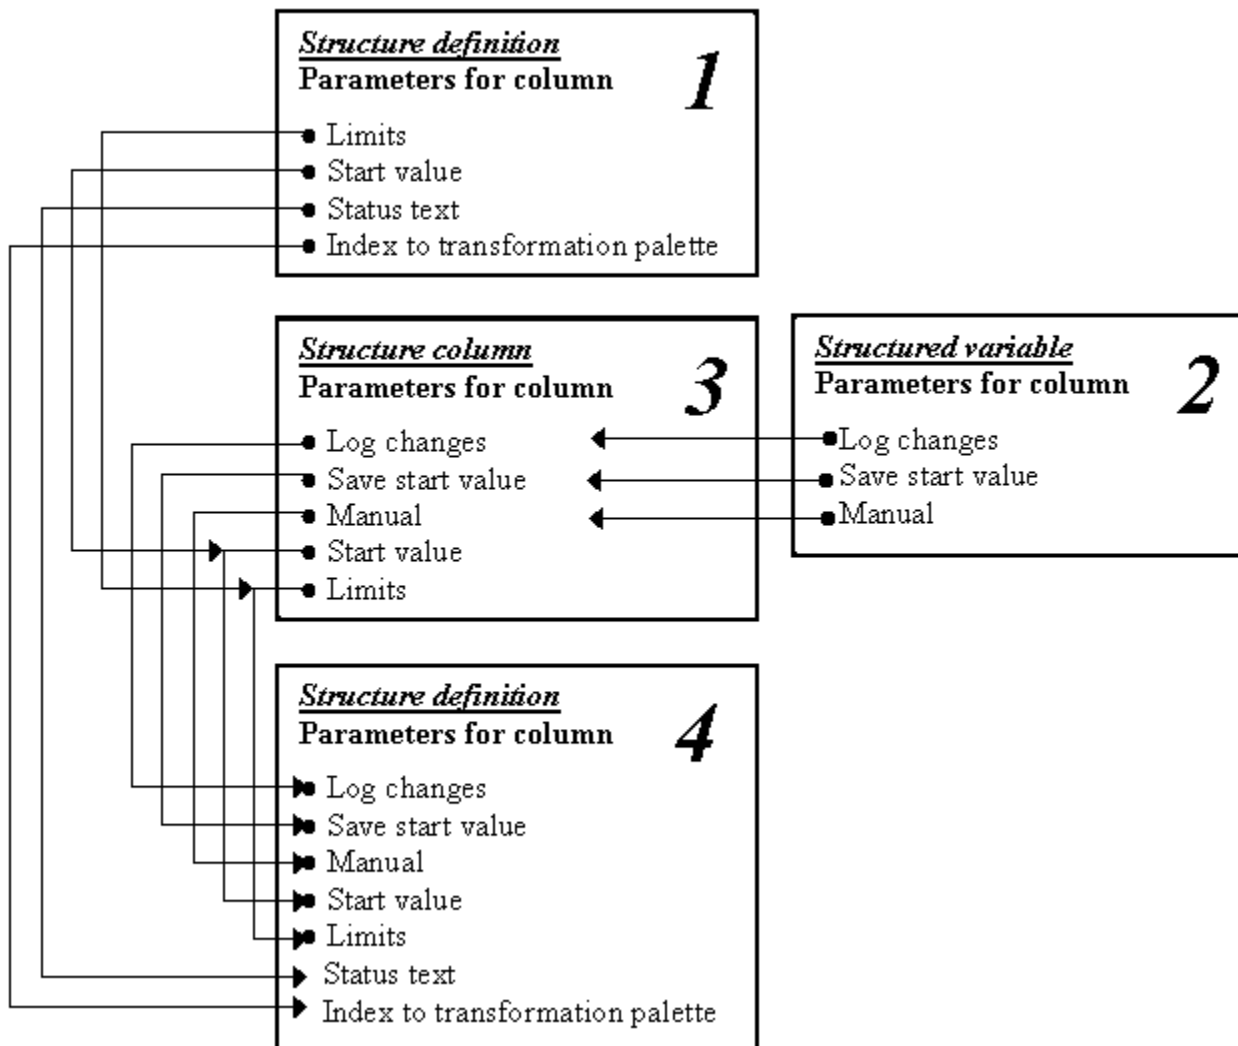 Structure definition
Parameters for column
1
Limits
Start value
Status text
Index to transformation palette
Structure column
Parameters for column
3
Log changes
Save start value
Manual
Start value
Limits
Structured variable
Parameters for column
2
Log changes
Save start value
Manual
Structure definition
Parameters for column
4
Log changes
Save start value
Manual
Start value
Limits
Status text
Index to transformation palette